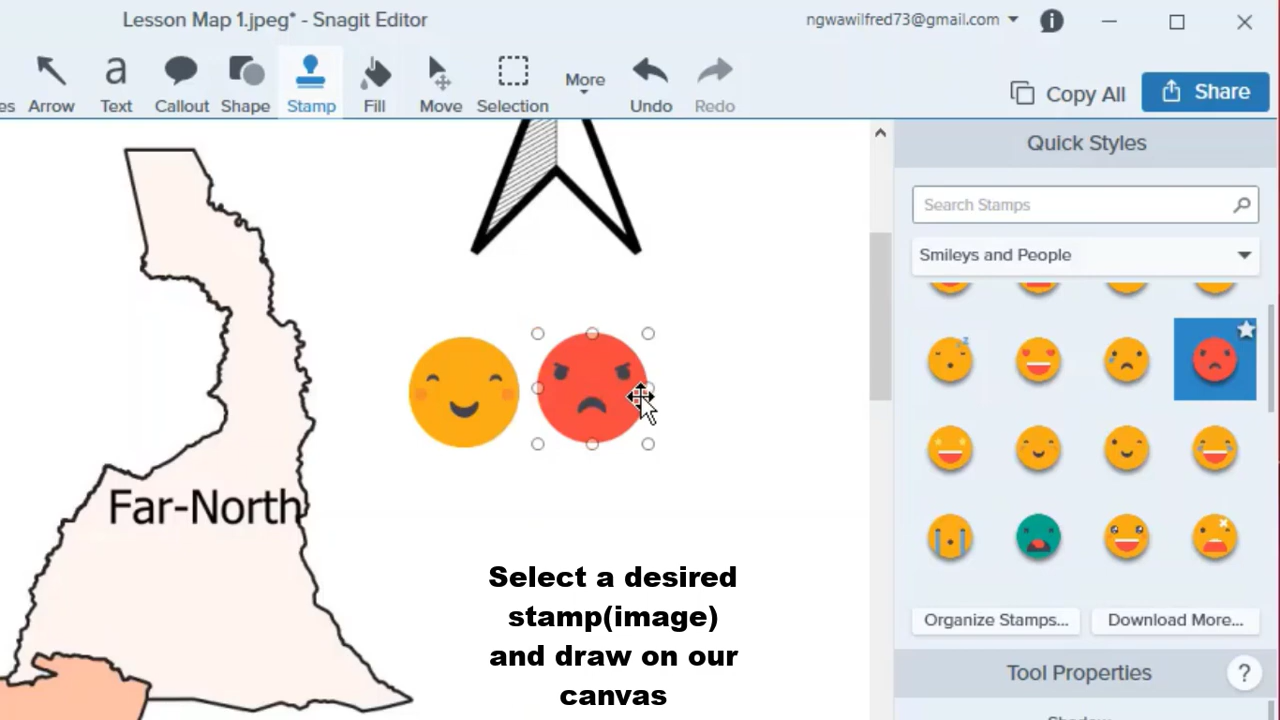 Lesson Map 1.jpeg* - Snagit Editor
ngwawilfred73@gmail.com
es Arrow Text Callout Shape Stamp Fill Move Selection More Undo Redo
Copy All
Share
Quick Styles
Search Stamps
Smileys and People
Far-North
Select a desired
stamp(image)
and draw on our
canvas
Organize Stamps...
Download More...
Tool Properties
?
Shadow